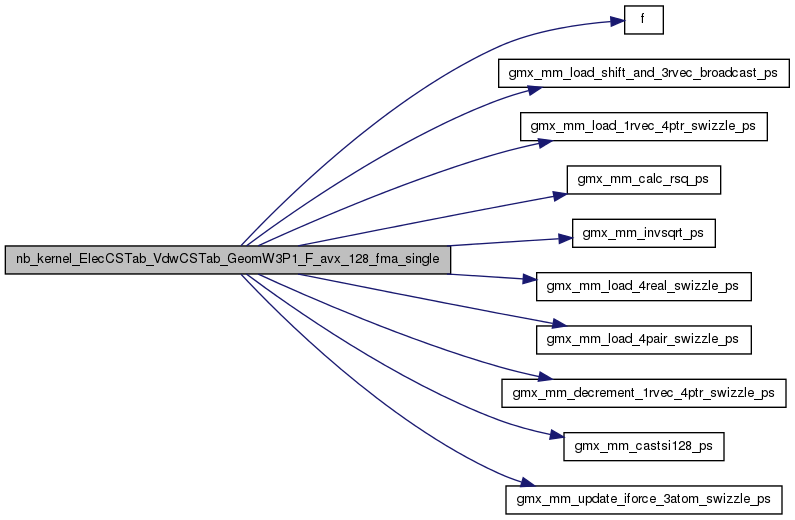 f
gmx_mm_load_shift_and_3rvec_broadcast_ps
gmx_mm_load_1rvec_4ptr_swizzle_ps
gmx_mm_calc_rsq_ps
gmx_mm_invsqrt_ps
nb_kernel_ElecCSTab_VdwCSTab_GeomW3P1_F_avx_128_fma_single
gmx_mm_load_4real_swizzle_ps
gmx_mm_load_4pair_swizzle_ps
gmx_mm_decrement_1rvec_4ptr_swizzle_ps
gmx_mm_castsi128_ps
gmx_mm_update_iforce_3atom_swizzle_ps